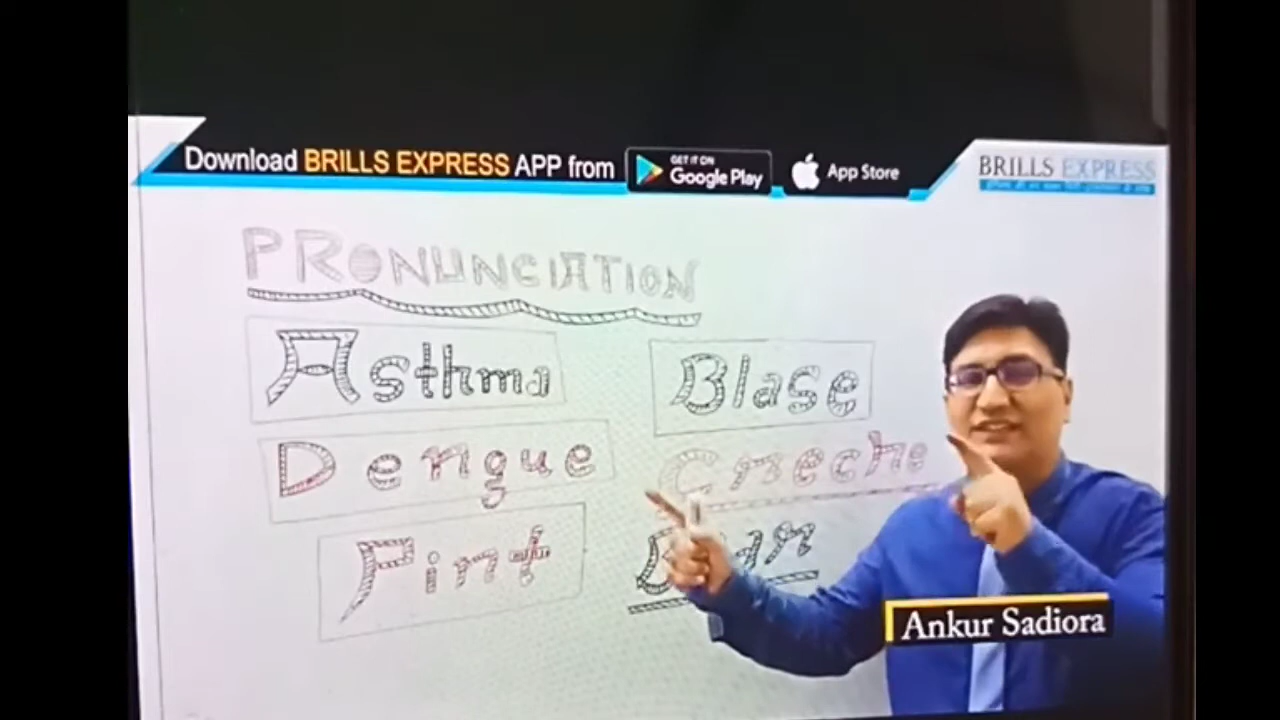 Download BRILLS EXPRESS APP from
GET IT ON
Google Play
App Store
BRILLS EXPRESS
PRONUNCIATION
Asthma
Blase
Dengue
Creche
Pint
Ankur Sadiora